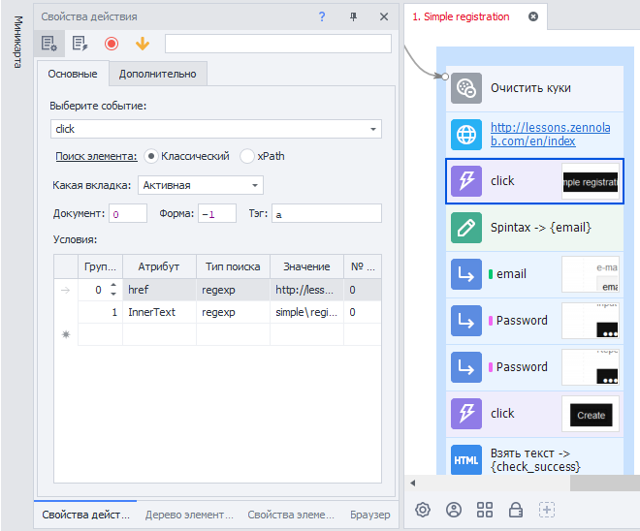 Миникарта
Свойства действия
?
Основные
Дополнительно
Выберите событие:
click
Поиск элемента:
Классический
xPath
Какая вкладка:
Активная
Документ:
0
Форма:
-1
Тэг:
a
Условия:
Груп...
Атрибут
Тип поиска
Значение
№ ...
0
href
regexp
http://less...
0
1
InnerText
regexp
simple\regi...
0
Свойства дейст...
Дерево элемент...
Свойства элеме...
Браузер
1. Simple registration
Очистить куки
http://lessons.zennola
b.com/en/index
click
mple registrat
Spintax -> {email}
email
e-ma
ema
Password
Password
click
Create
HTML
Взять текст ->
{check_success}